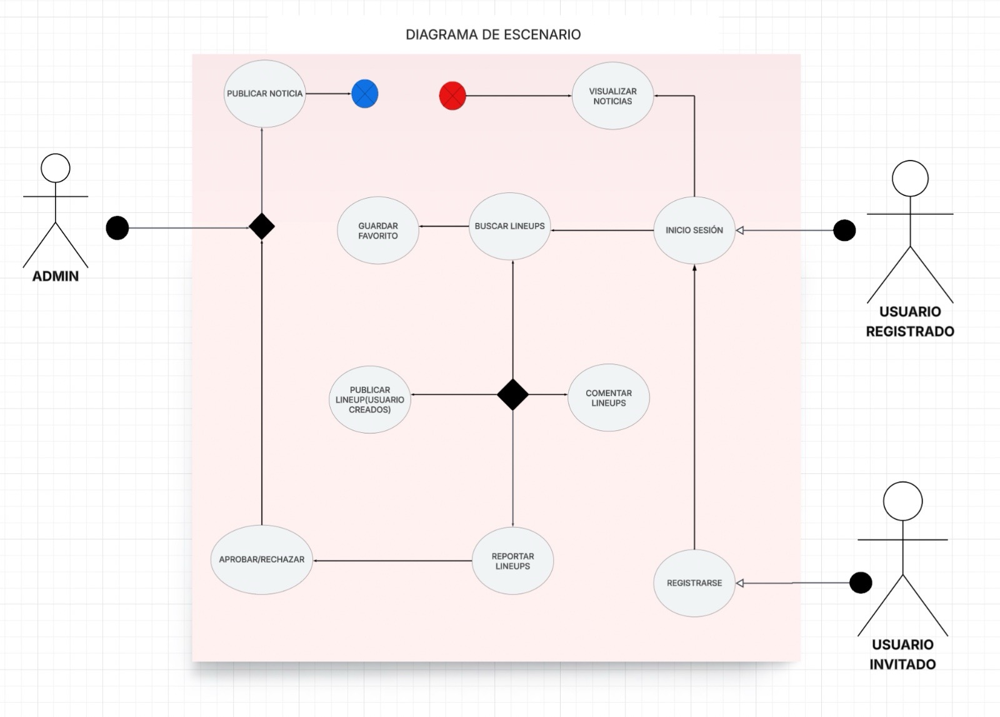 DIAGRAMA DE ESCENARIO
PUBLICAR NOTICIA
VISUALIZAR
NOTICIAS
ADMIN
GUARDAR
FAVORITO
BUSCAR LINEUPS
INICIO SESIÓN
USUARIO
REGISTRADO
PUBLICAR
LINEUP(USUARIO
CREADOS)
COMENTAR
LINEUPS
APROBAR/RECHAZAR
REPORTAR
LINEUPS
REGISTRARSE
USUARIO
INVITADO